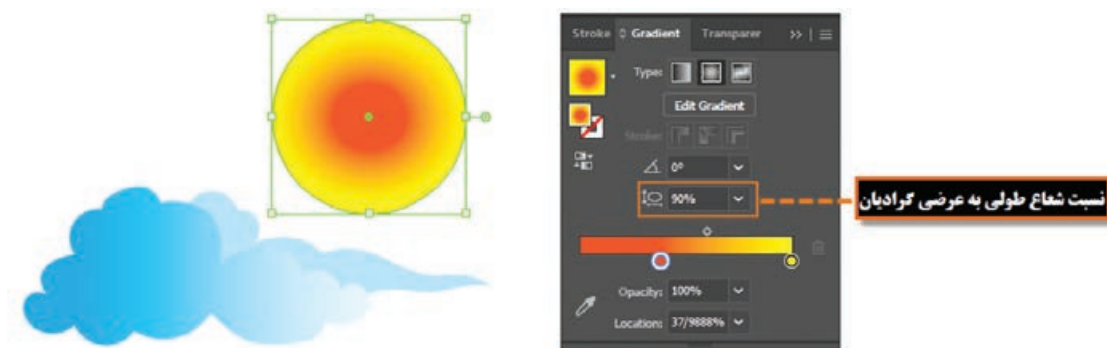 Stroke Gradient Transparer
Type:
Edit Gradient
Stroke:
0°
90%
نسبت شعاع طولی به عرضی گرادیان
Opacity: 100%
Location: 37/9888%